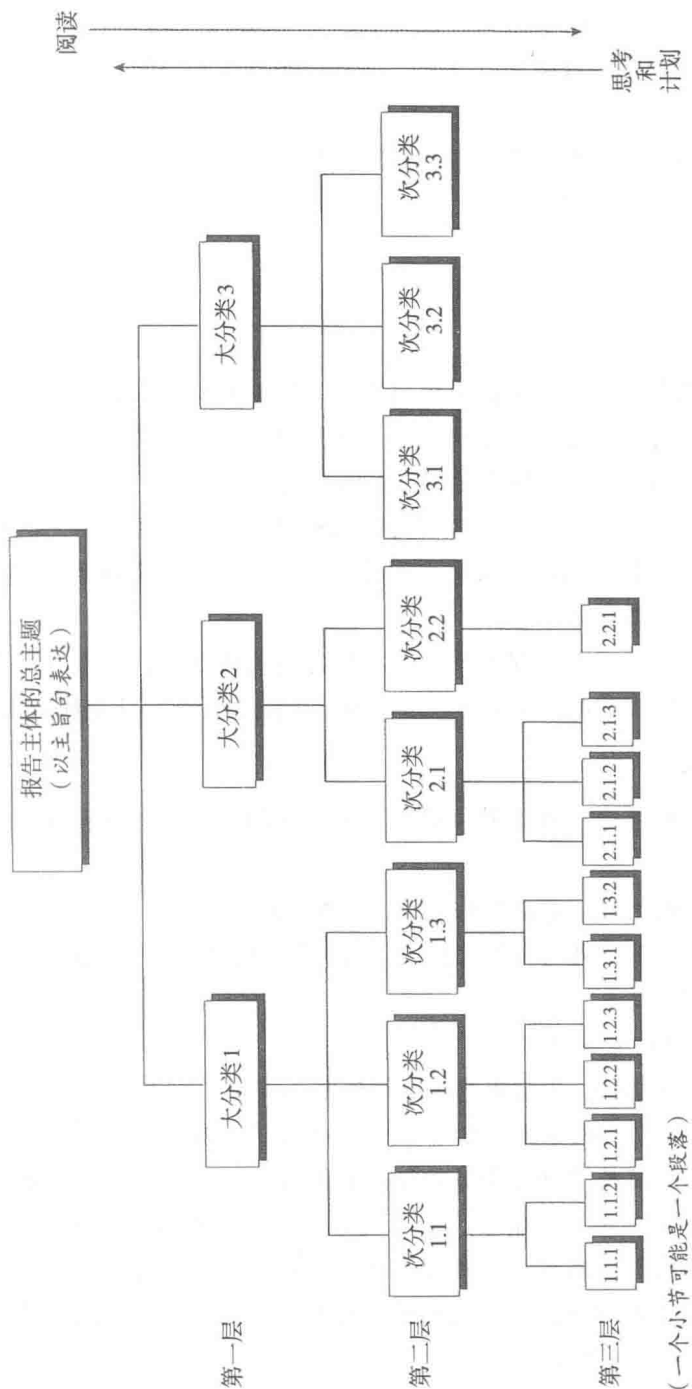 报告主体的总主题
(以主旨句表达)
阅读
思考
和
计划
第一层
大分类1
大分类2
大分类3
第二层
次分类
1.1
次分类
1.2
次分类
1.3
次分类
2.1
次分类
2.2
次分类
3.1
次分类
3.2
次分类
3.3
第三层
1.1.1
1.1.2
1.2.1
1.2.2
1.2.3
1.3.1
1.3.2
2.1.1
2.1.2
2.1.3
2.2.1
(一个小节可能是一个段落)